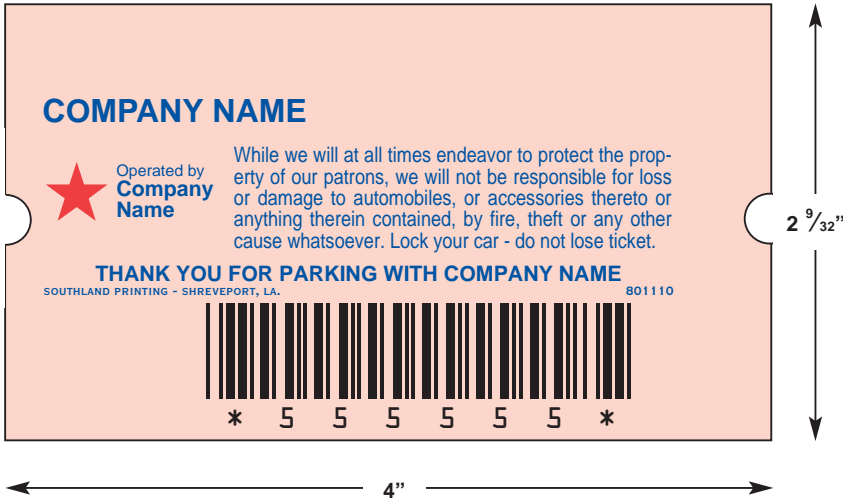 COMPANY NAME
Operated by
Company
Name
While we will at all times endeavor to protect the prop-
erty of our patrons, we will not be responsible for loss
or damage to automobiles, or accessories thereto or
anything therein contained, by fire, theft or any other
cause whatsoever. Lock your car - do not lose ticket.
THANK YOU FOR PARKING WITH COMPANY NAME
SOUTHLAND PRINTING - SHREVEPORT, LA. 801110
* 5 5 5 5 5 5 *
2 9/32”
4”